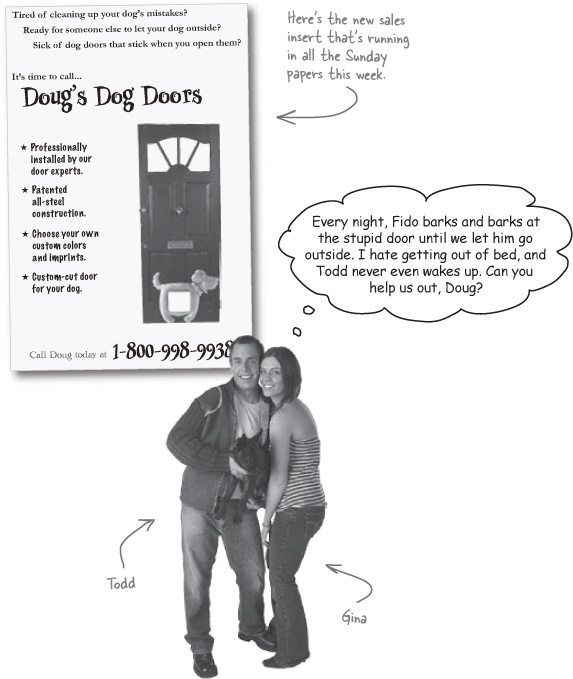 Tired of cleaning up your dog's mistakes?
Ready for someone else to let your dog outside?
Sick of dog doors that stick when you open them?
It's time to call...
Doug's Dog Doors
★ Professionally
installed by our
door experts.
★ Patented
all-steel
construction.
★ Choose your own
custom colors
and imprints.
★ Custom-cut door
for your dog.
Call Doug today at 1-800-998-9938
Here's the new sales
insert that's running
in all the Sunday
papers this week.
Every night, Fido barks and barks at
the stupid door until we let him go
outside. I hate getting out of bed, and
Todd never even wakes up. Can you
help us out, Doug?
Todd
Gina